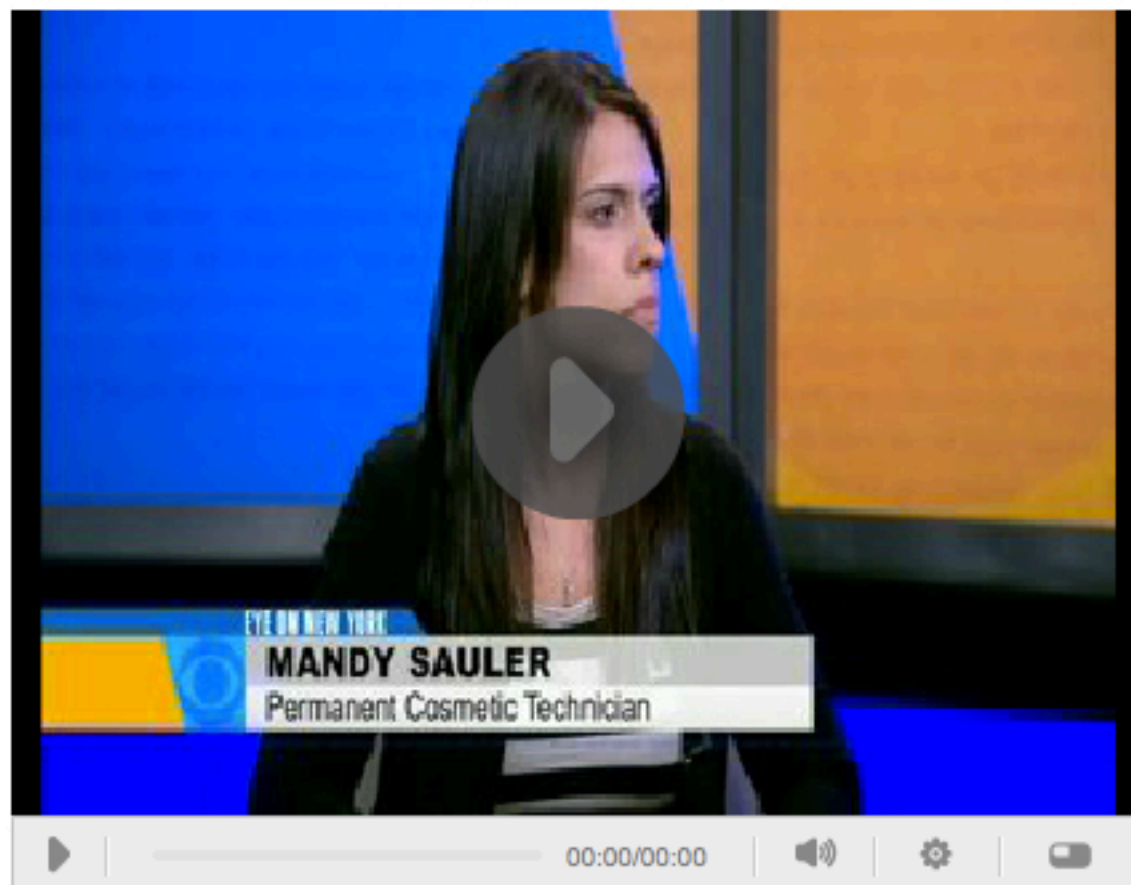 EYE ON NEW YORK
MANDY SAULER
Permanent Cosmetic Technician
00:00/00:00